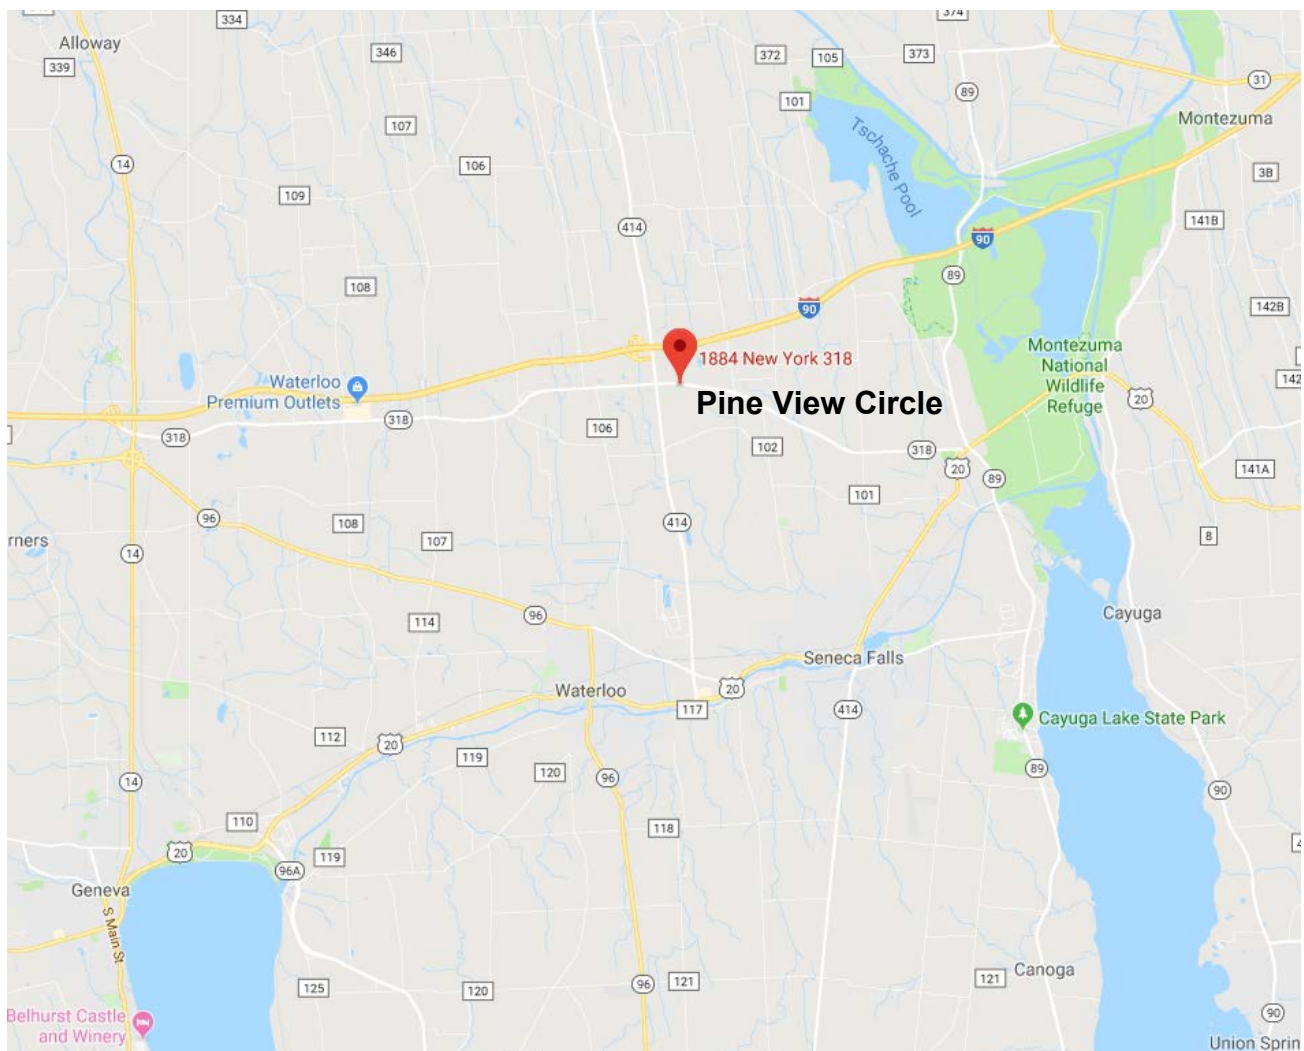 334
374
Alloway
339
346
372
105
373
31
89
101
Montezuma
107
Tschache Pool
14
106
3B
109
141B
414
90
89
108
142B
90
Montezuma
National
Wildlife
Refuge
1884 New York 318
Waterloo
Premium Outlets
142
Pine View Circle
20
318
318
106
102
318
20
89
141A
101
96
414
108
107
8
rners
14
96
114
Cayuga
Seneca Falls
Waterloo
20
117
414
Cayuga Lake State Park
112
20
119
120
96
89
14
90
110
118
20
119
96A
Geneva
S Main St
Canoga
125
120
96
121
121
Belhurst Castle
and Winery
90
Union Sprin